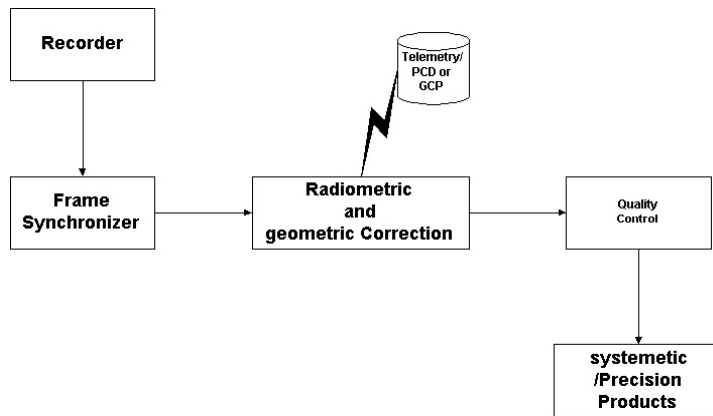 Recorder
Telemetry/
PCD or
GCP
Frame
Synchronizer
Radiometric
and
geometric Correction
Quality
Control
systemetic
/Precision
Products